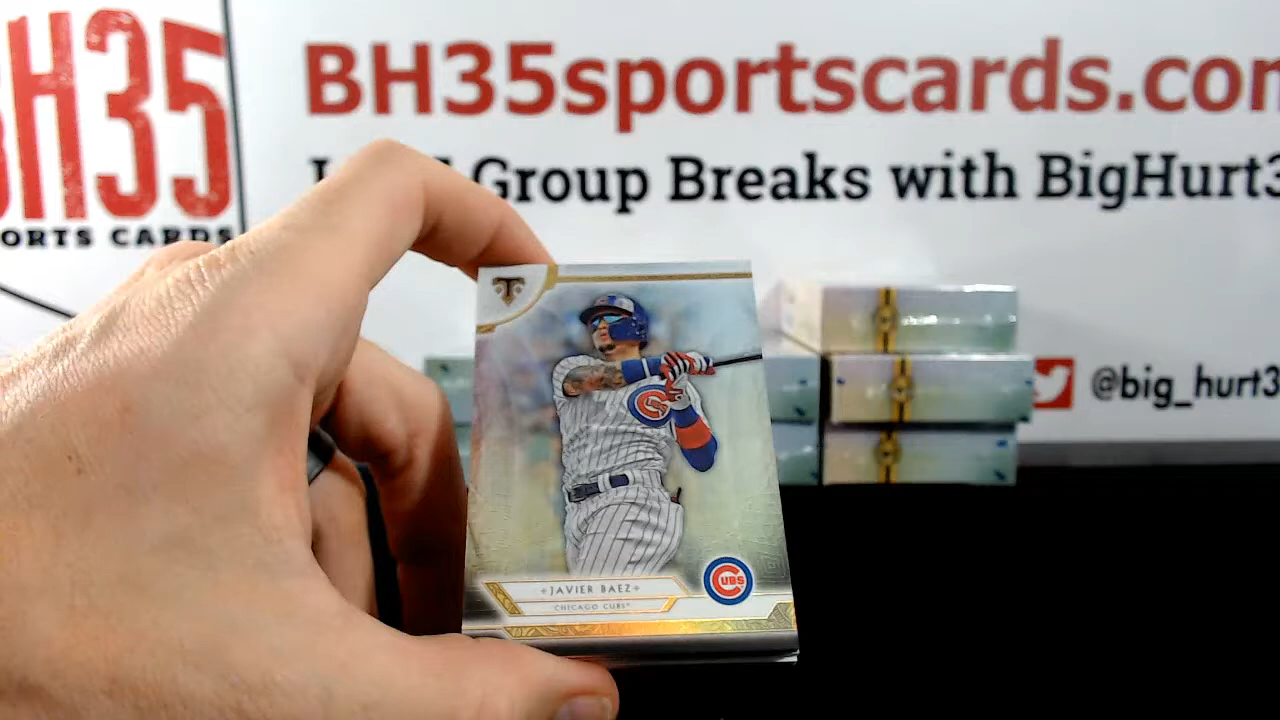 BH35
SPORTS CARDS
BH35sportscards.com
Group Breaks with BigHurt3
@big_hurt3
T
C
JAVIER BAEZ
CHICAGO CUBS
CUBS